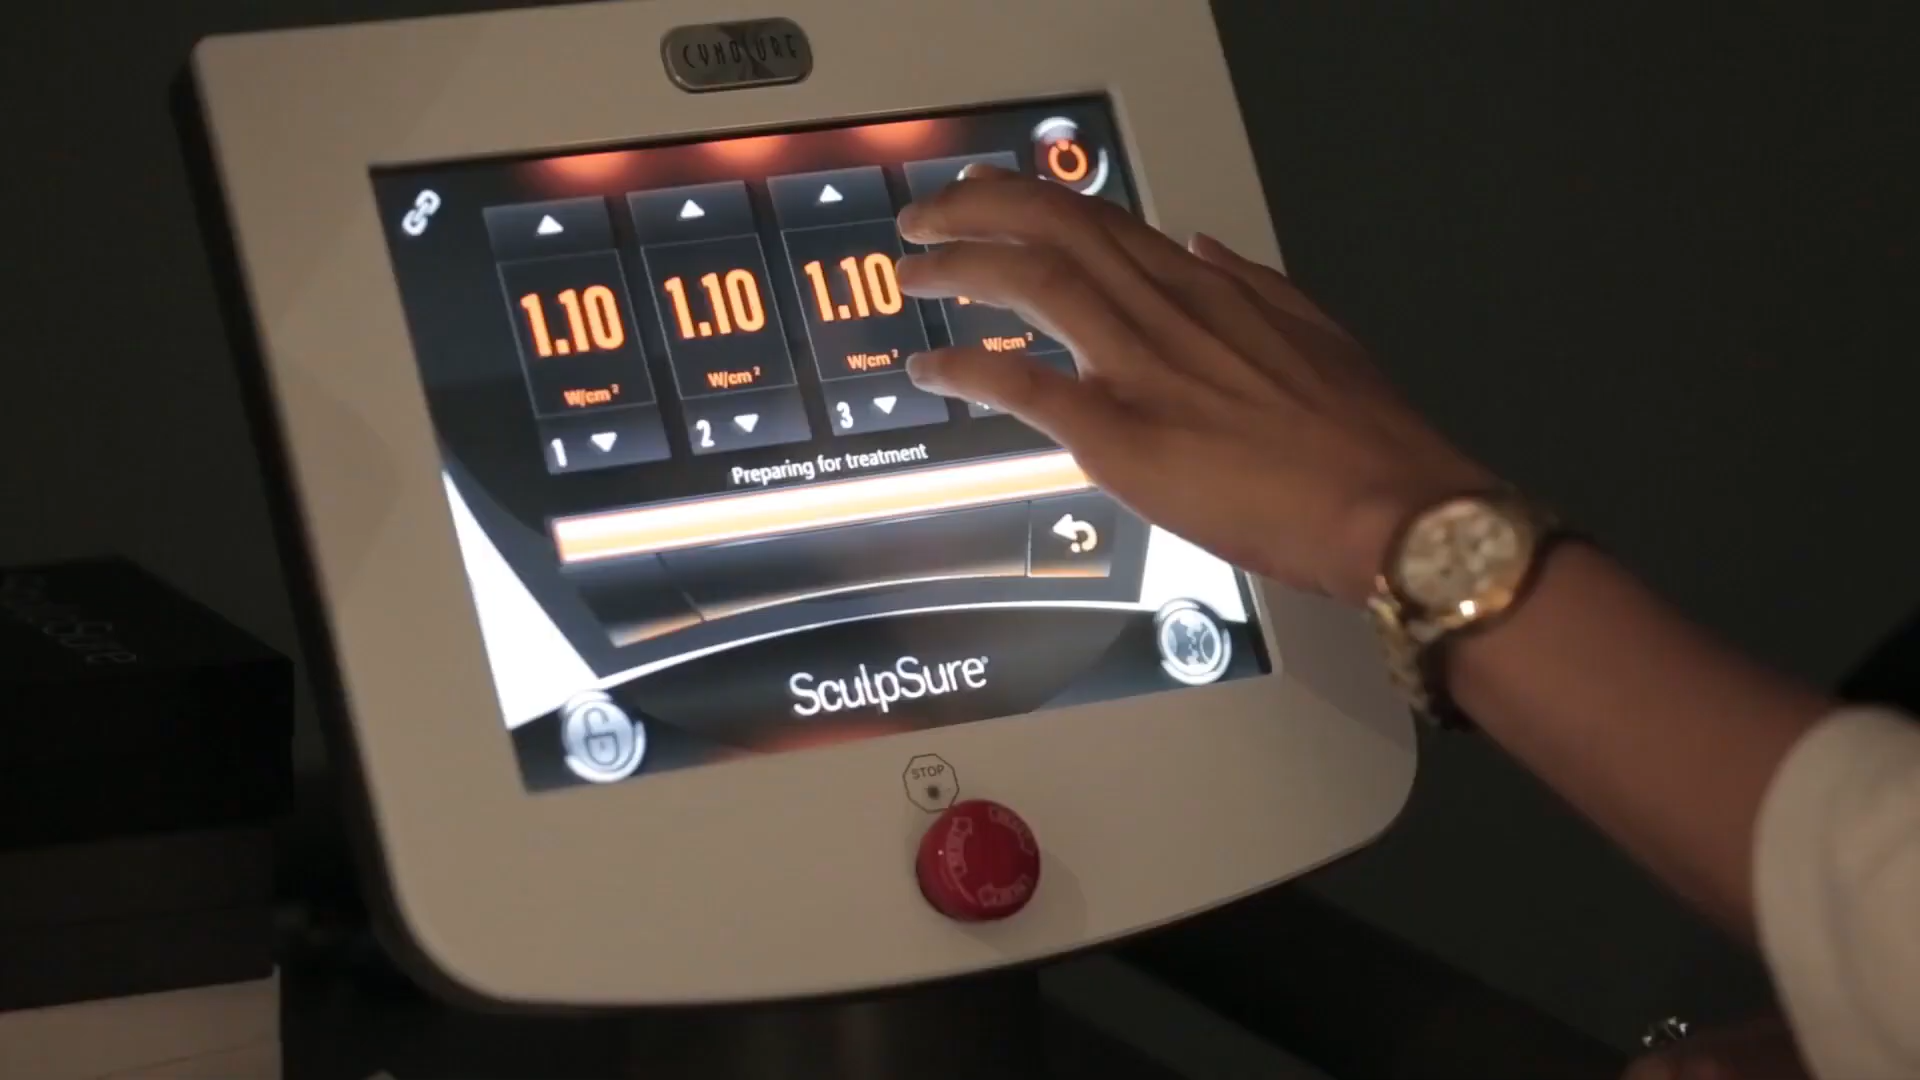 CYNOSURE
1.10
1.10
1.10
W/cm²
W/cm²
W/cm²
W/cm²
1
2
3
Preparing for treatment
SculpSure®
STOP